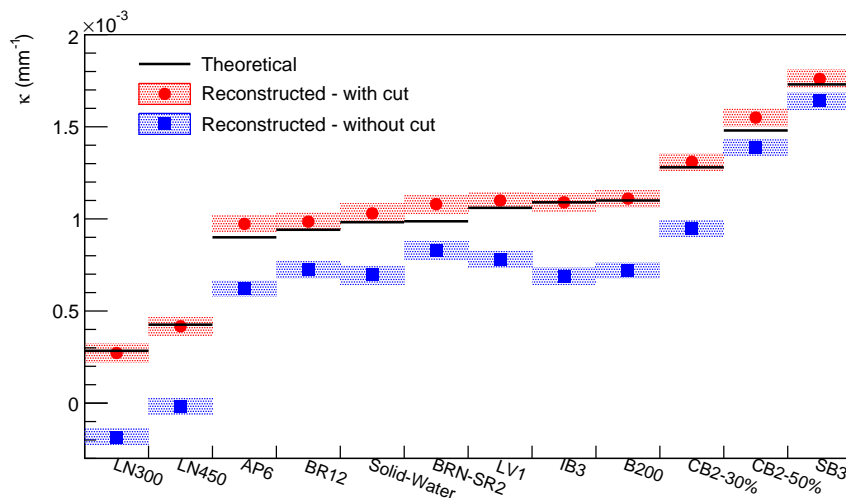 ×10⁻³
κ (mm⁻¹)
2
1.5
1
0.5
0
Theoretical
Reconstructed - with cut
Reconstructed - without cut
LN300
LN450
AP6
BR12
Solid-Water
BRN-SR2
LV1
IB3
B200
CB2-30%
CB2-50%
SB3